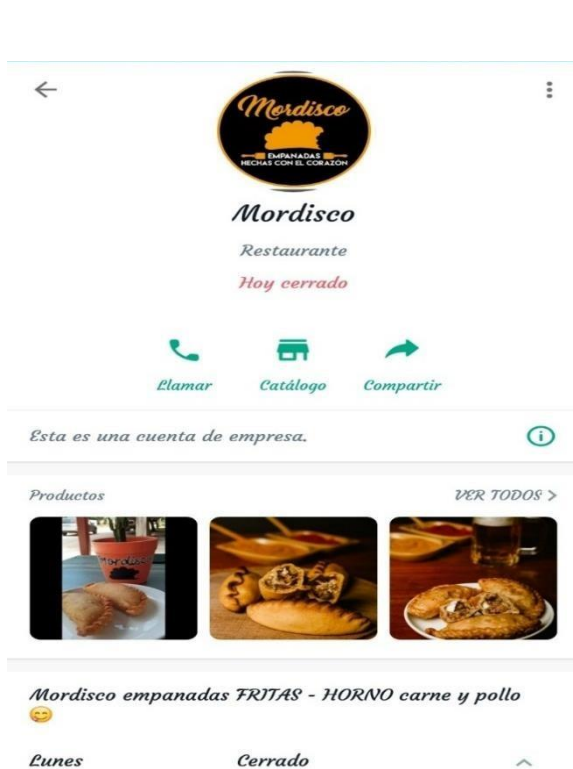 Mordisco
EMPANADAS
HECHAS CON EL CORAZÓN
Mordisco
Restaurante
Hoy cerrado
Llamar Catálogo Compartir
Esta es una cuenta de empresa.
Productos VER TODOS >
Mordisco
Mordisco empanadas FRITAS - HORNO carne y pollo
😋
Lunes Cerrado